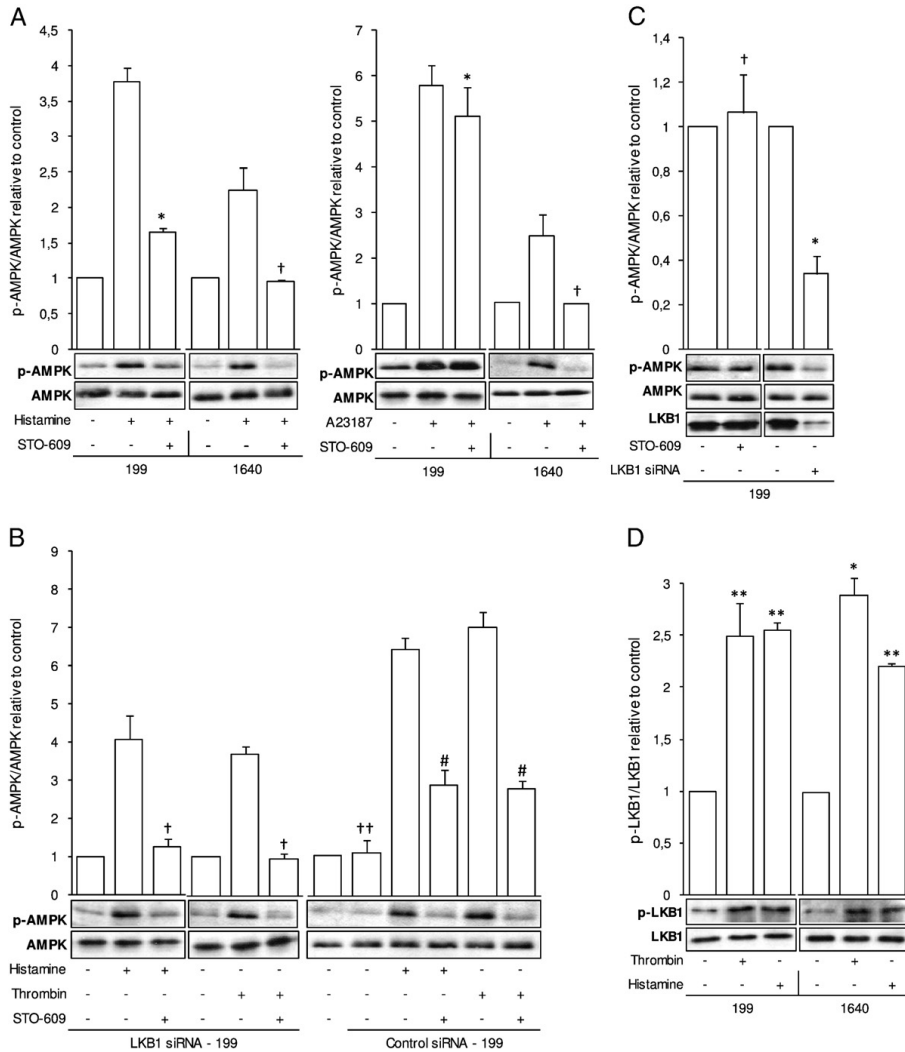 A
p-AMPK/AMPK relative to control
4,5
4
3,5
3
2,5
2
1,5
1
0,5
0
*
†
p-AMPK
AMPK
Histamine - + + - + +
STO-609 - - + - - +
199 1640
p-AMPK/AMPK relative to control
7
6
5
4
3
2
1
0
*
†
p-AMPK
AMPK
A23187 - + + - + +
STO-609 - - + - - +
199 1640
C
p-AMPK/AMPK relative to control
1,4
1,2
1
0,8
0,6
0,4
0,2
0
†
*
p-AMPK
AMPK
LKB1
STO-609 - + - -
LKB1 siRNA - - - +
199
B
p-AMPK/AMPK relative to control
9
8
7
6
5
4
3
2
1
0
† † †† # #
p-AMPK
AMPK
Histamine - + + - - - - - + + - -
Thrombin - - - - + + - - - - + +
STO-609 - - + - - + - - - + - +
LKB1 siRNA - 199 Control siRNA - 199
D
p-LKB1/LKB1 relative to control
3
2,5
2
1,5
1
0,5
0
** ** * **
p-LKB1
LKB1
Thrombin - + - - + -
Histamine - - + - - +
199 1640